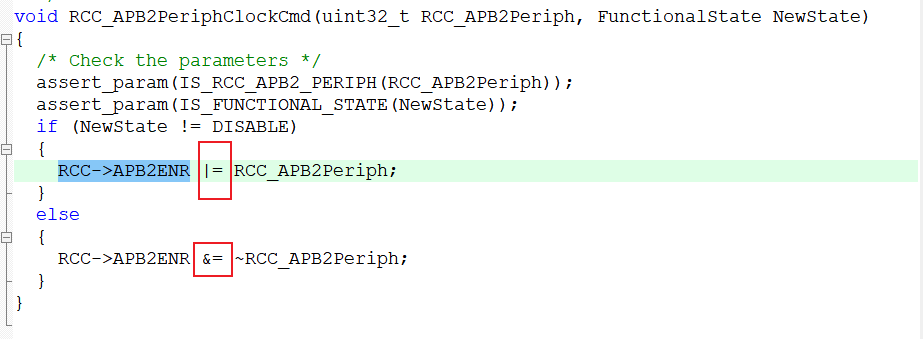 void RCC_APB2PeriphClockCmd(uint32_t RCC_APB2Periph, FunctionalState NewState)
{
  /* Check the parameters */
  assert_param(IS_RCC_APB2_PERIPH(RCC_APB2Periph));
  assert_param(IS_FUNCTIONAL_STATE(NewState));
  if (NewState != DISABLE)
  {
    RCC->APB2ENR |= RCC_APB2Periph;
  }
  else
  {
    RCC->APB2ENR &= ~RCC_APB2Periph;
  }
}